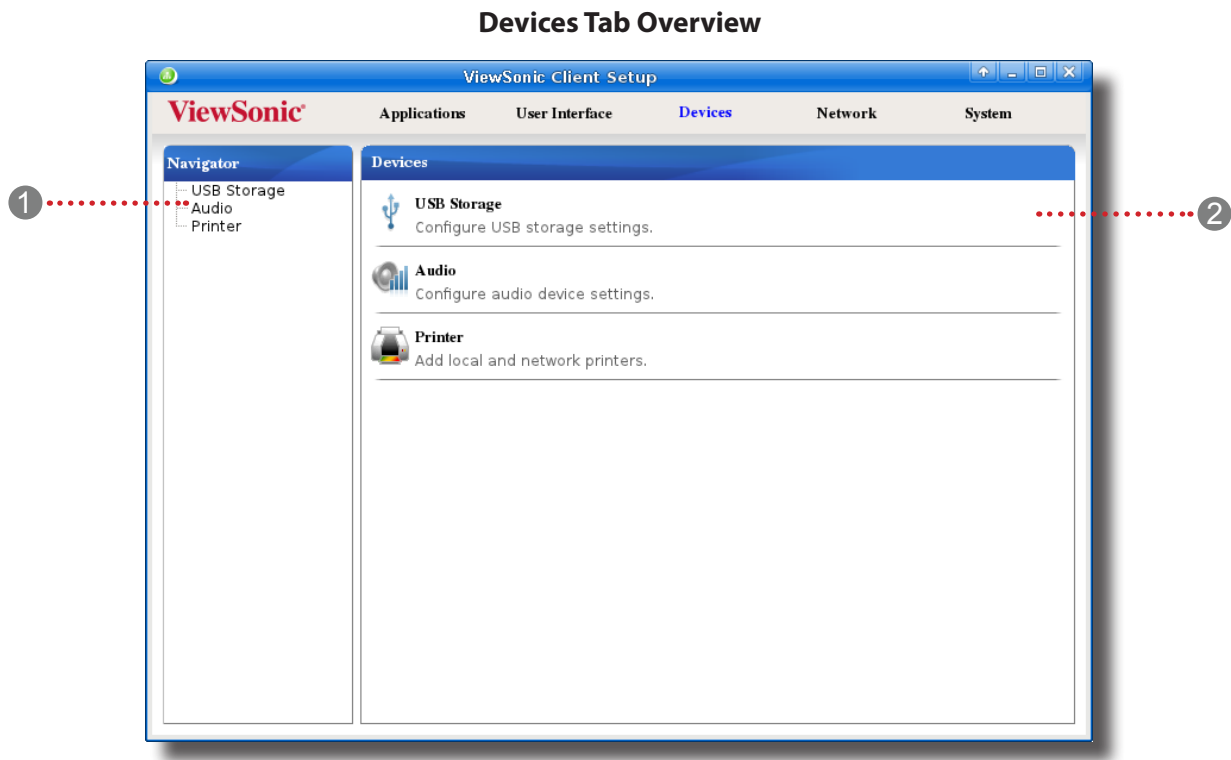 Devices Tab Overview
ViewSonic Client Setup
ViewSonic® Applications User Interface Devices Network System
Navigator
USB Storage
Audio
Printer
1
Devices
USB Storage
Configure USB storage settings.
Audio
Configure audio device settings.
Printer
Add local and network printers.
2